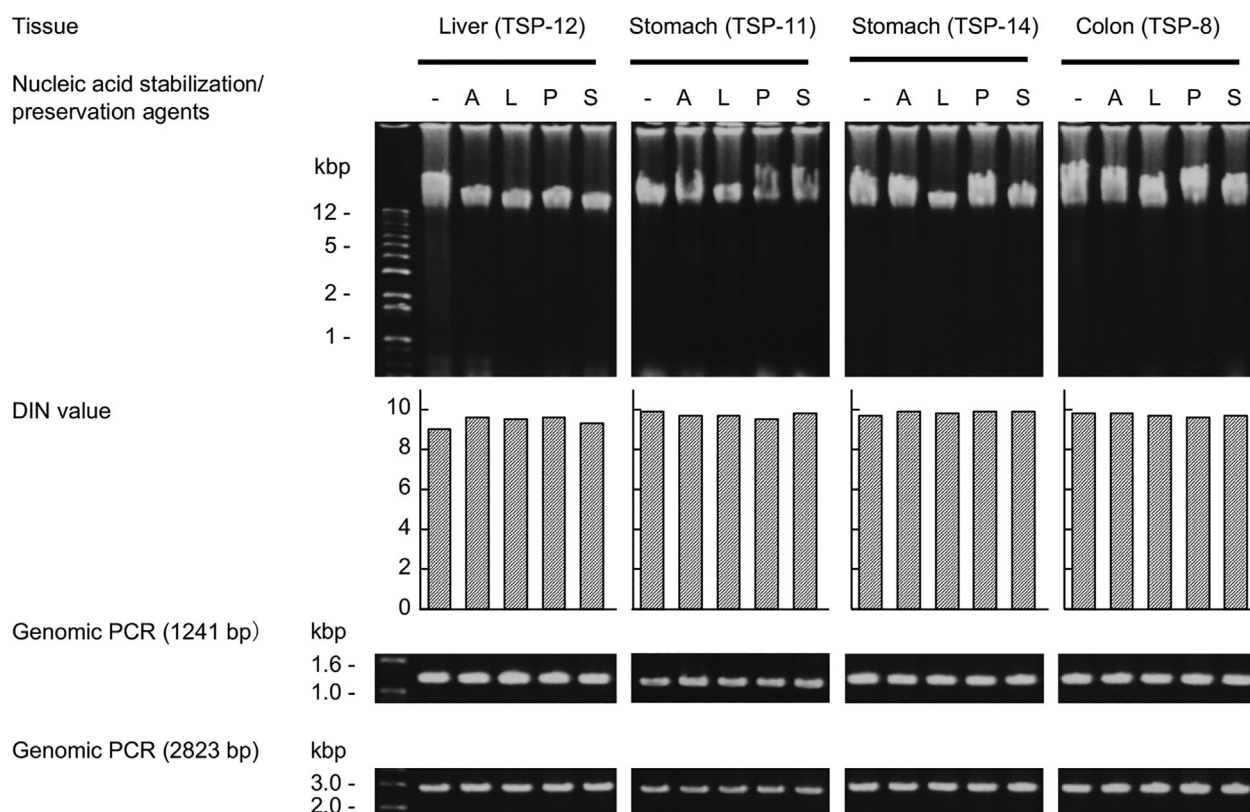 Tissue
Liver (TSP-12) Stomach (TSP-11) Stomach (TSP-14) Colon (TSP-8)
Nucleic acid stabilization/
preservation agents
- A L P S - A L P S - A L P S - A L P S
kbp
12 -
5 -
2 -
1 -
DIN value
10
8
6
4
2
0
Genomic PCR (1241 bp) kbp
1.6 -
1.0 -
Genomic PCR (2823 bp) kbp
3.0 -
2.0 -